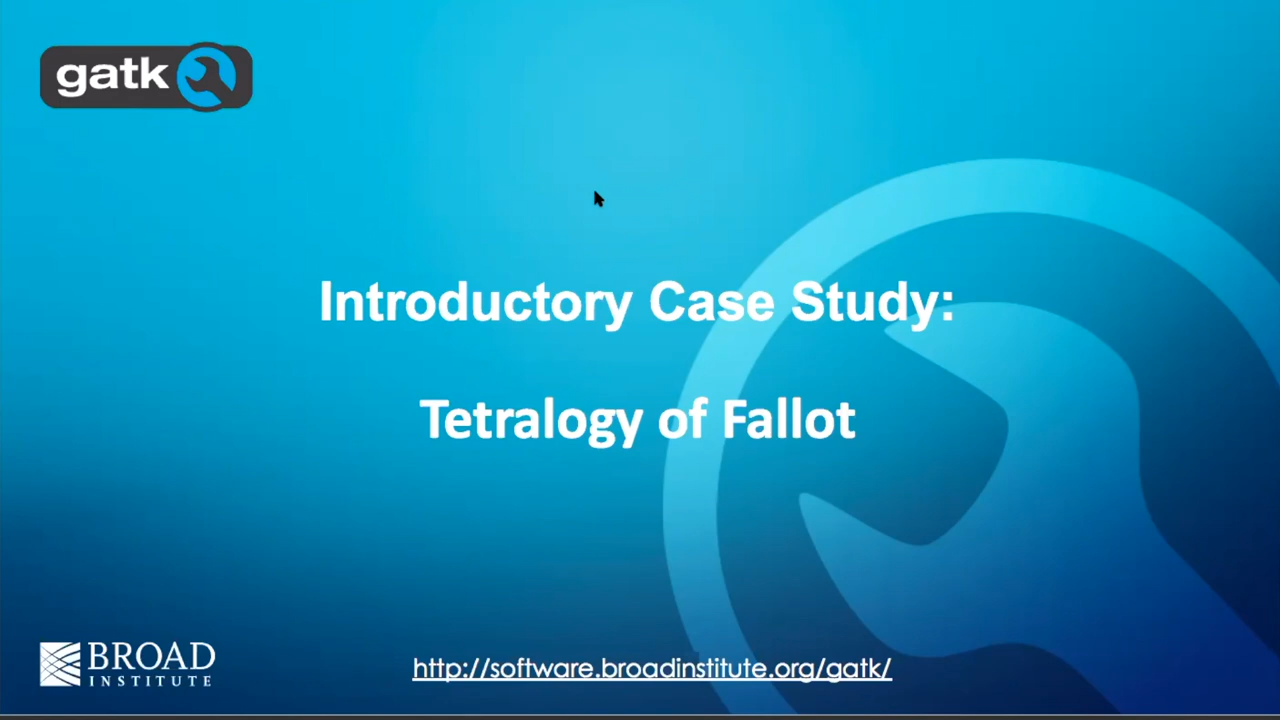 gatk
Introductory Case Study:
Tetralogy of Fallot
BROAD
INSTITUTE
http://software.broadinstitute.org/gatk/